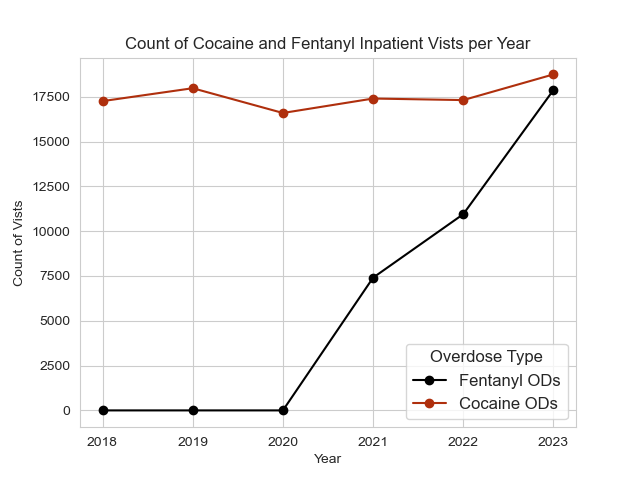 Count of Cocaine and Fentanyl Inpatient Vists per Year
Count of Vists
17500
15000
12500
10000
7500
5000
2500
0
Overdose Type
Fentanyl ODs
Cocaine ODs
2018 2019 2020 2021 2022 2023
Year